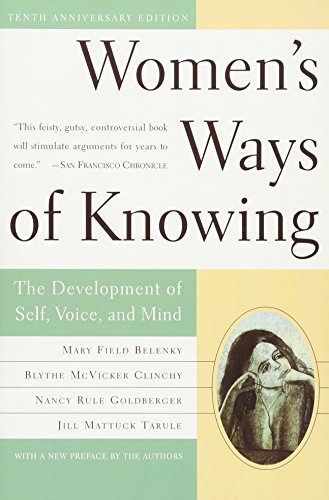 TENTH ANNIVERSARY EDITION
Women's
Ways
of Knowing
"This feisty, gutsy, controversial book
will stimulate arguments for years to
come." —SAN FRANCISCO CHRONICLE
The Development of
Self, Voice, and Mind
MARY FIELD BELENKY
BLYTHE MCVICKER CLINCHY
NANCY RULE GOLDBERGER
JILL MATTUCK TARULE
WITH A NEW PREFACE BY THE AUTHORS